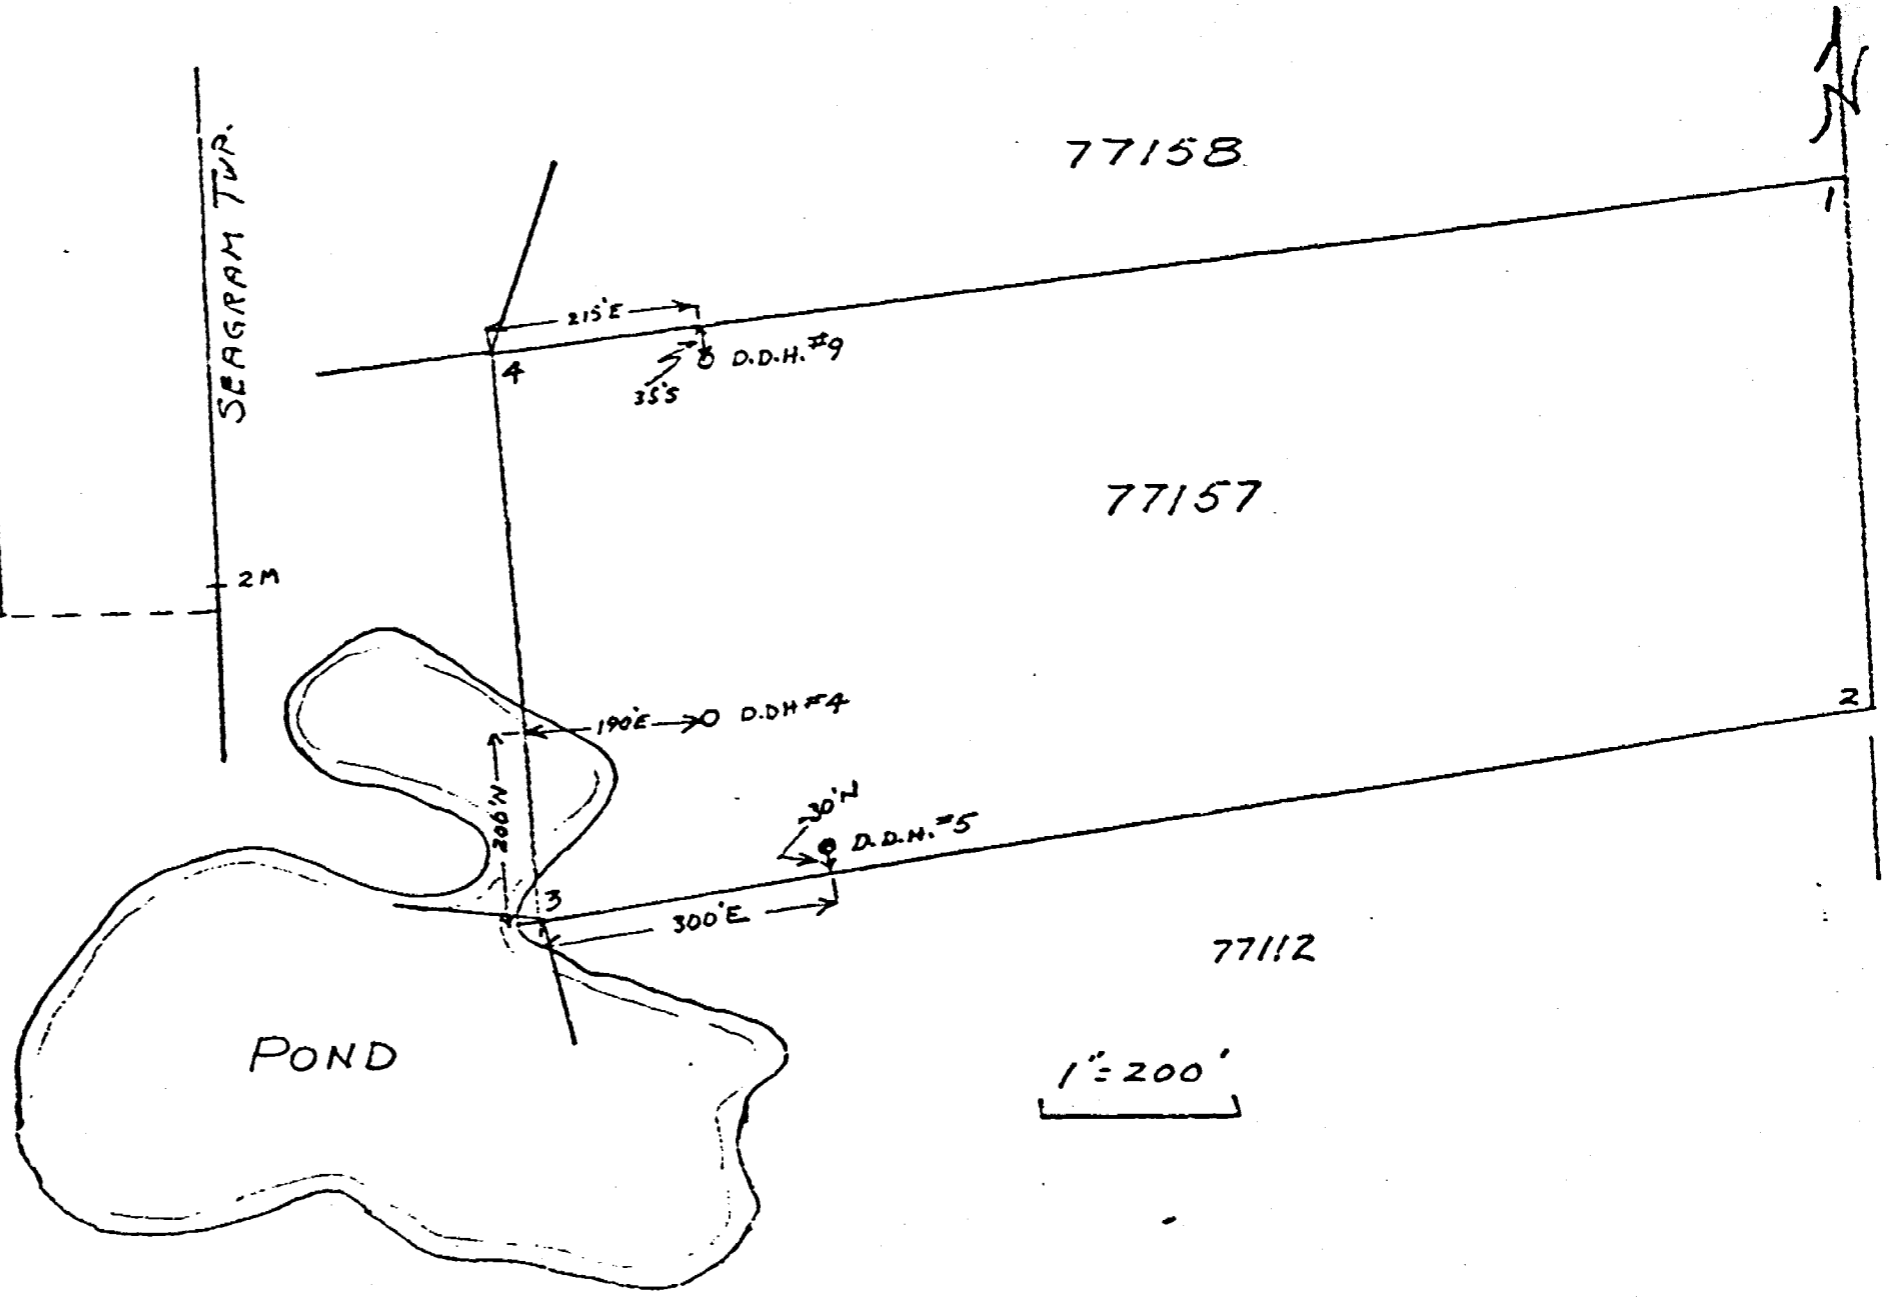 N
77158
1
SEAGRAM TWP.
215'E
D.D.H. #9
4
35'S
77157
2M
2
190'E
D.DH #4
200'N
30'N
D.D.H. #5
3
300'E
77112
POND
1"=200'